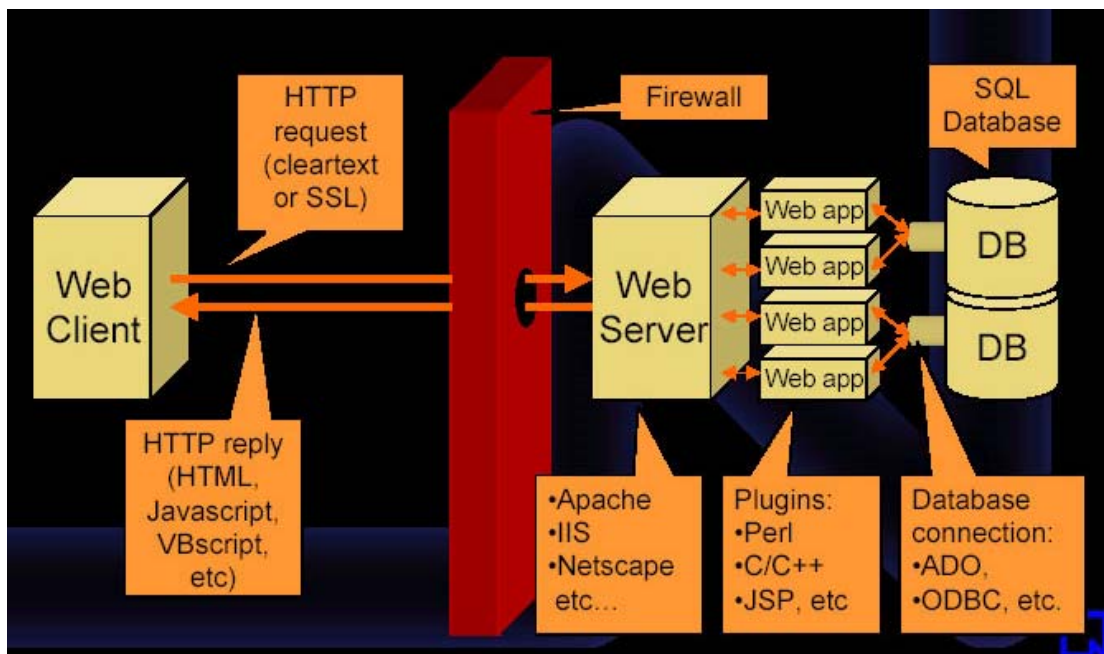 HTTP
request
(cleartext
or SSL)
Firewall
SQL
Database
Web
Client
Web
Server
Web app
Web app
Web app
Web app
DB
DB
HTTP reply
(HTML,
Javascript,
VBscript,
etc)
•Apache
•IIS
•Netscape
etc…
Plugins:
•Perl
•C/C++
•JSP, etc
Database
connection:
•ADO,
•ODBC, etc.